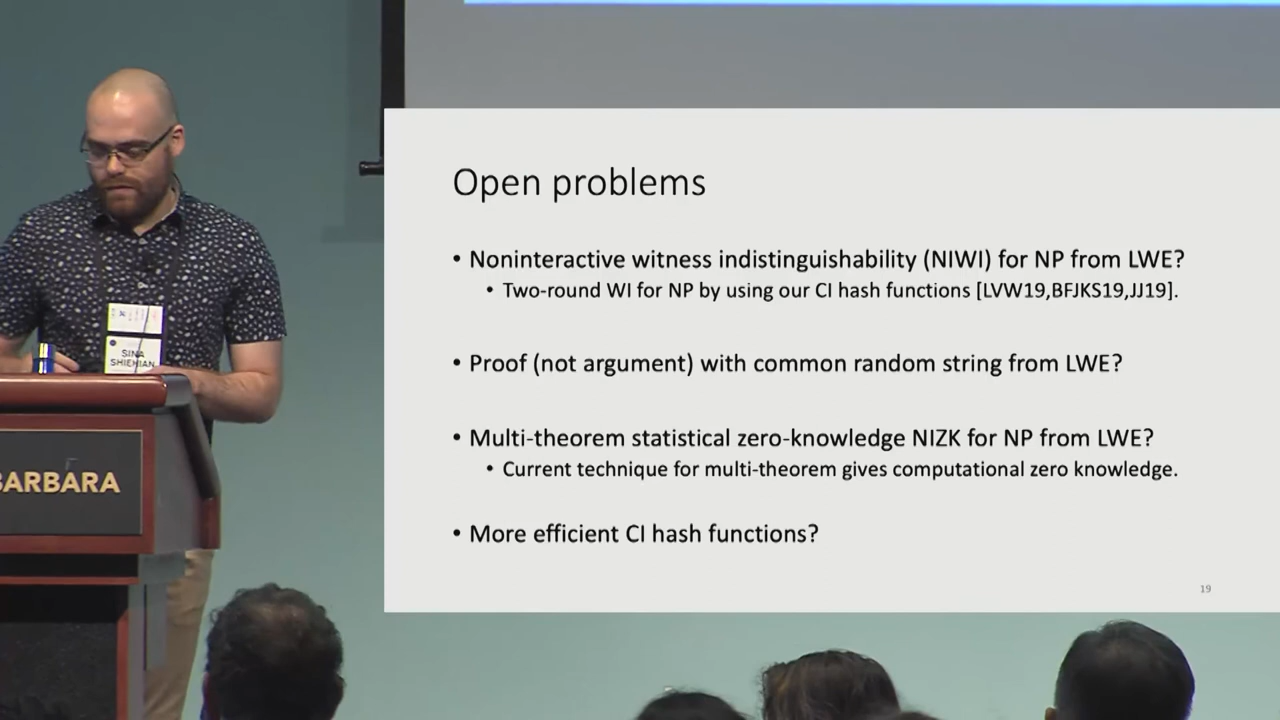 Open problems
• Noninteractive witness indistinguishability (NIWI) for NP from LWE?
• Two-round WI for NP by using our CI hash functions [LVW19,BFJKS19,JJ19].
• Proof (not argument) with common random string from LWE?
• Multi-theorem statistical zero-knowledge NIZK for NP from LWE?
• Current technique for multi-theorem gives computational zero knowledge.
• More efficient CI hash functions?
19
SINA
SHIEHIAN
BARBARA